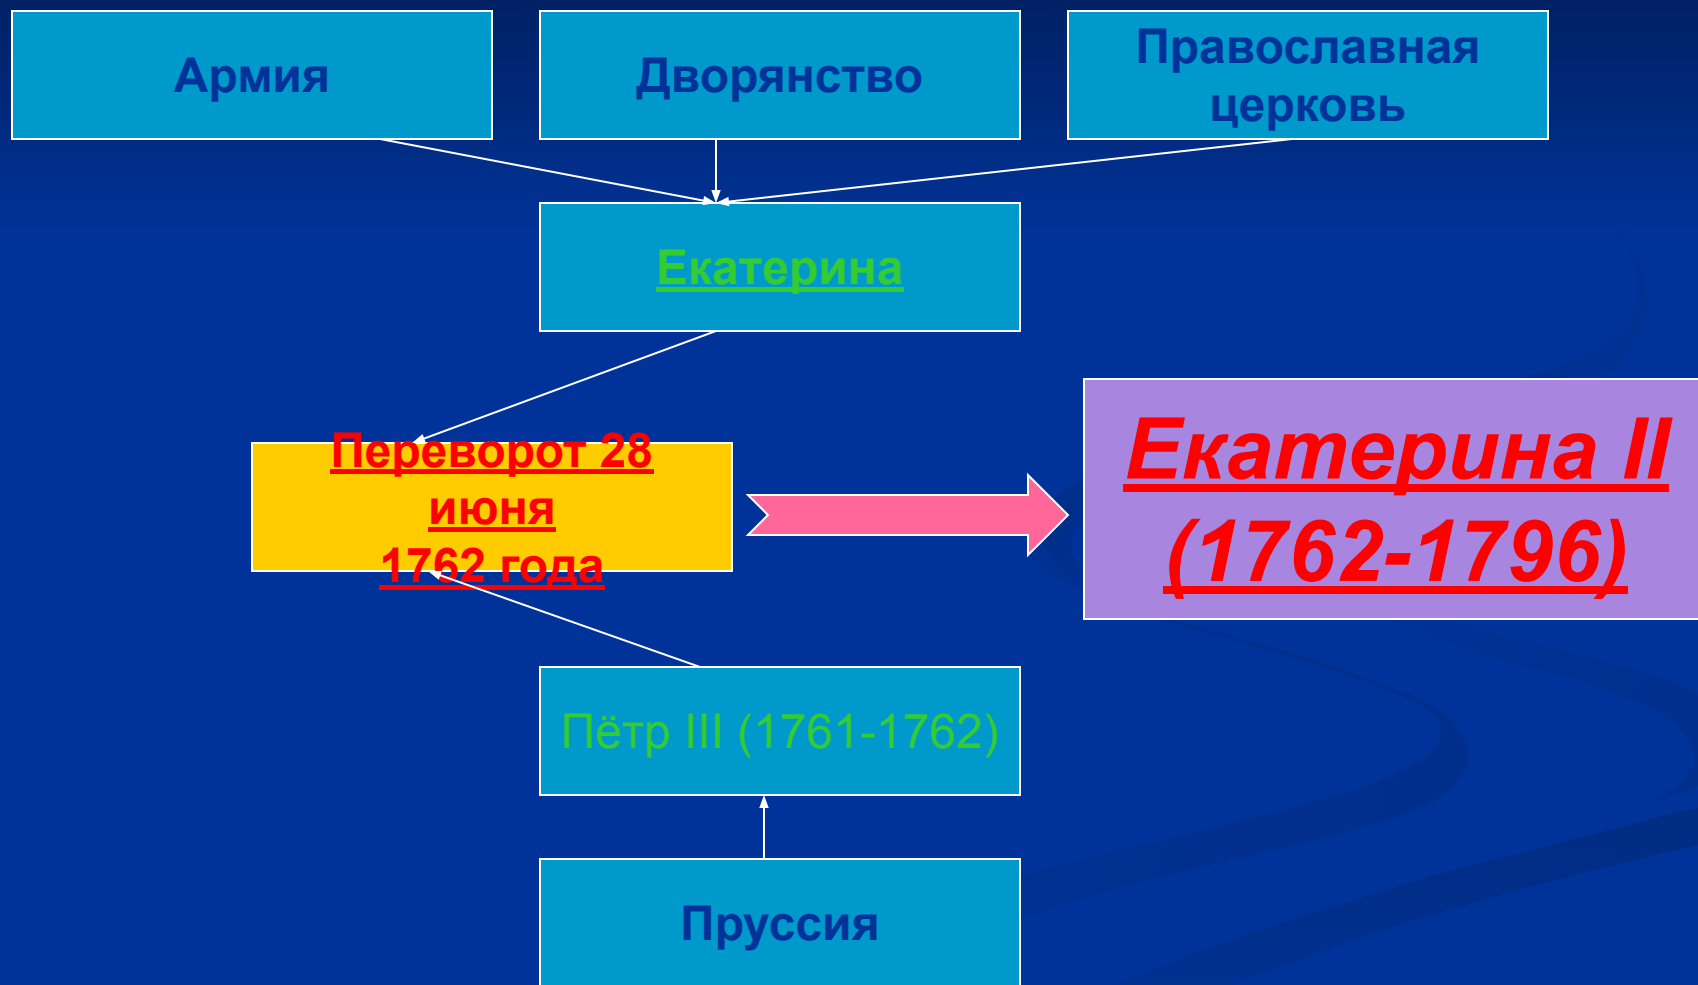 Армия
Дворянство
Православная
церковь
Екатерина
Переворот 28
июня
1762 года
Екатерина II
(1762-1796)
Пётр III (1761-1762)
Пруссия